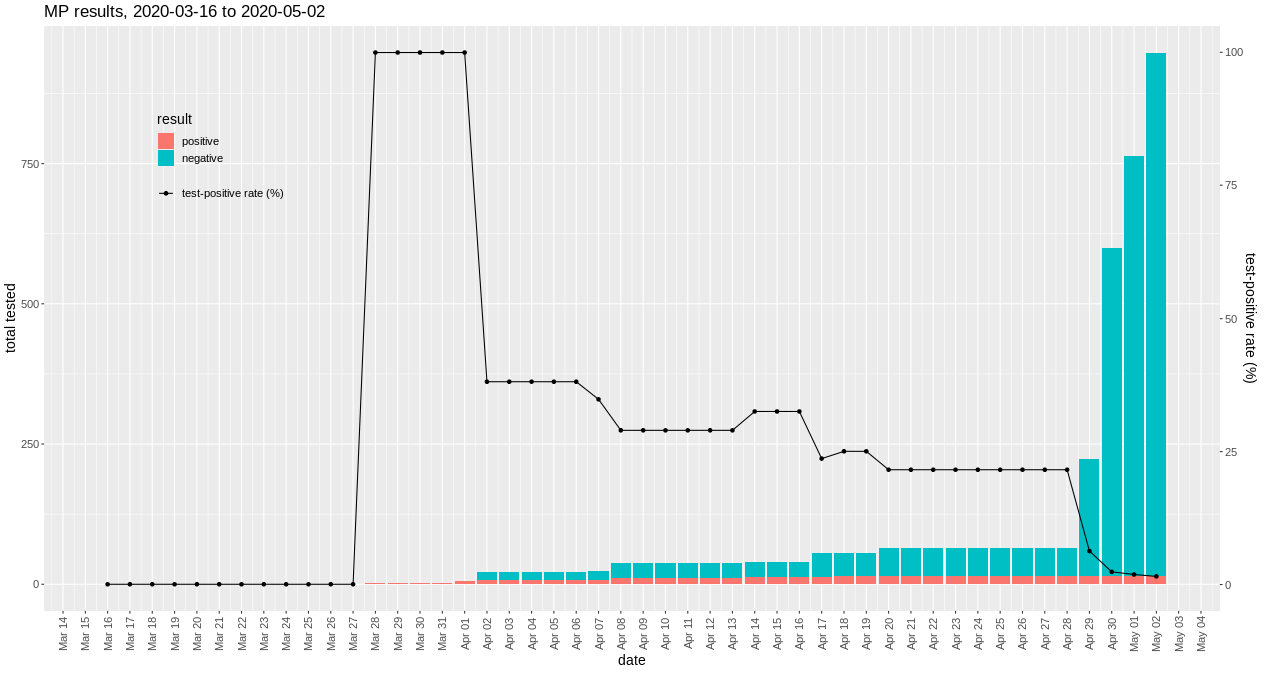 MP results, 2020-03-16 to 2020-05-02
result
positive
negative
test-positive rate (%)
total tested
750
500
250
0
100
75
50
25
0
test-positive rate (%)
Mar 14
Mar 15
Mar 16
Mar 17
Mar 18
Mar 19
Mar 20
Mar 21
Mar 22
Mar 23
Mar 24
Mar 25
Mar 26
Mar 27
Mar 28
Mar 29
Mar 30
Mar 31
Apr 01
Apr 02
Apr 03
Apr 04
Apr 05
Apr 06
Apr 07
Apr 08
Apr 09
Apr 10
Apr 11
Apr 12
Apr 13
Apr 14
Apr 15
Apr 16
Apr 17
Apr 18
Apr 19
Apr 20
Apr 21
Apr 22
Apr 23
Apr 24
Apr 25
Apr 26
Apr 27
Apr 28
Apr 29
Apr 30
May 01
May 02
May 03
May 04
date